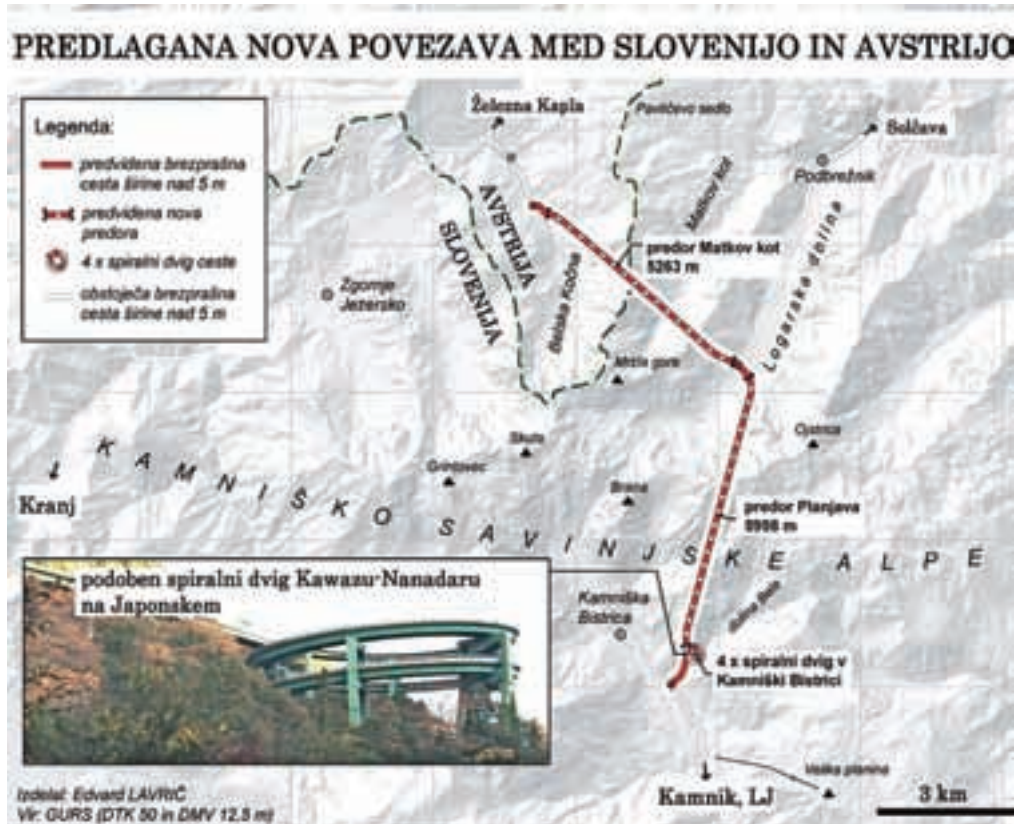 PREDLAGANA NOVA POVEZAVA MED SLOVENIJO IN AVSTRIJO
Legenda:
predvidena brezprašna
cesta širine nad 5 m
predvidena nova
predora
4 x spiralni dvig ceste
obstoječa brezprašna
cesta širine nad 5 m
Železna Kapla
Pavličevo sedlo
Solčava
Podbrežnik
Matkov kot
AVSTRIJA
SLOVENIJA
predor Matkov kot
5263 m
Zgornje
Jezersko
Belska Kočna
Logarska dolina
Mrzla gora
Ojstrica
Skuta
Grintovec
Brana
Kranj
KAMNIŠKO SAVINJSKE ALPE
predor Planjava
m
podoben spiralni dvig Kawazu-Nanadaru
na Japonskem
Kamniška
Bistrica
dolina Bela
4 x spiralni dvig v
Kamniški Bistrici
Kamnik, LJ
Velika planina
3 km
Izdelal: Edvard LAVRIČ
Vir: GURS (DTK 50 in DMV 12,5 m)